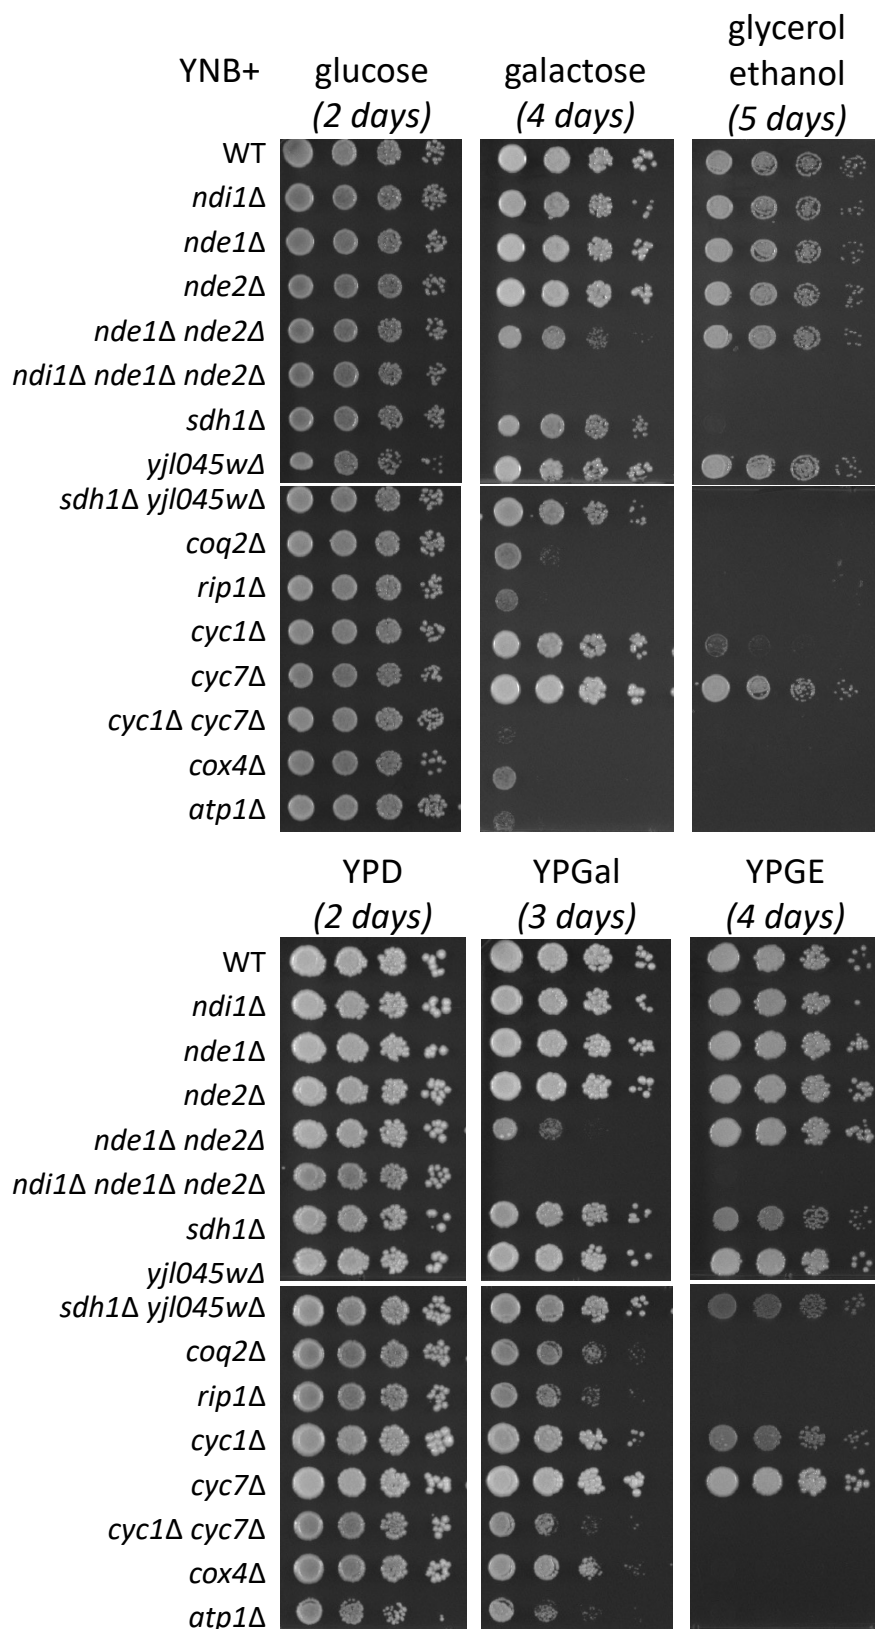 YNB+ glucose galactose glycerol
ethanol
(2 days) (4 days) (5 days)
WT
ndi1Δ
nde1Δ
nde2Δ
nde1Δ nde2Δ
ndi1Δ nde1Δ nde2Δ
sdh1Δ
yjl045wΔ
sdh1Δ yjl045wΔ
coq2Δ
rip1Δ
cyc1Δ
cyc7Δ
cyc1Δ cyc7Δ
cox4Δ
atp1Δ
YPD YPGal YPGE
(2 days) (3 days) (4 days)
WT
ndi1Δ
nde1Δ
nde2Δ
nde1Δ nde2Δ
ndi1Δ nde1Δ nde2Δ
sdh1Δ
yjl045wΔ
sdh1Δ yjl045wΔ
coq2Δ
rip1Δ
cyc1Δ
cyc7Δ
cyc1Δ cyc7Δ
cox4Δ
atp1Δ